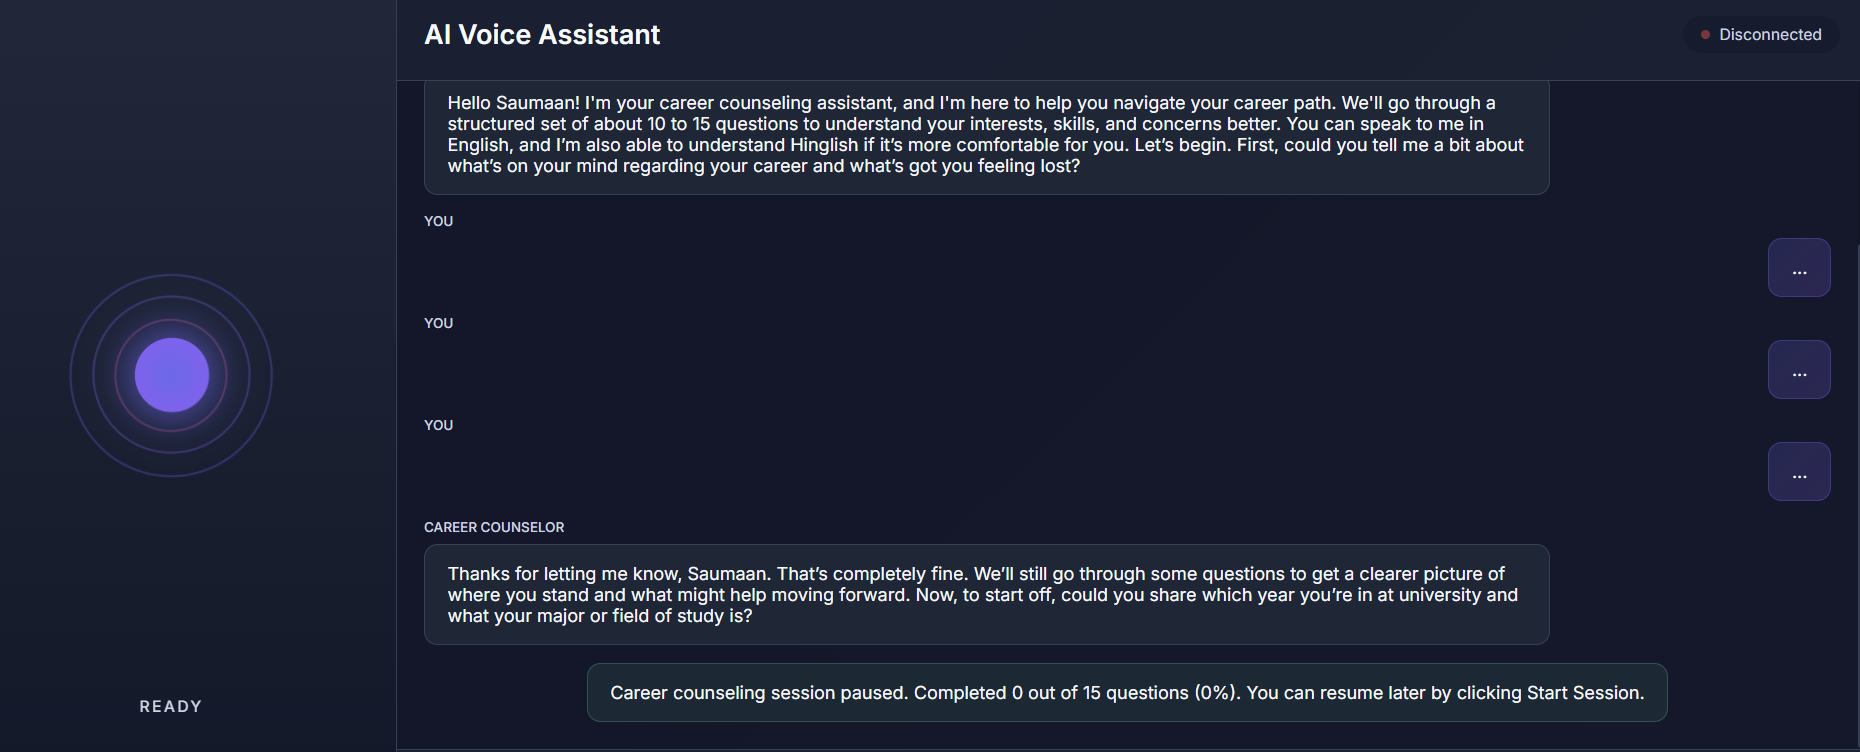 AI Voice Assistant
Disconnected
Hello Saumaan! I'm your career counseling assistant, and I'm here to help you navigate your career path. We'll go through a
structured set of about 10 to 15 questions to understand your interests, skills, and concerns better. You can speak to me in
English, and I’m also able to understand Hinglish if it’s more comfortable for you. Let’s begin. First, could you tell me a bit about
what’s on your mind regarding your career and what’s got you feeling lost?
YOU
...
YOU
...
YOU
...
CAREER COUNSELOR
Thanks for letting me know, Saumaan. That’s completely fine. We’ll still go through some questions to get a clearer picture of
where you stand and what might help moving forward. Now, to start off, could you share which year you’re in at university and
what your major or field of study is?
Career counseling session paused. Completed 0 out of 15 questions (0%). You can resume later by clicking Start Session.
READY